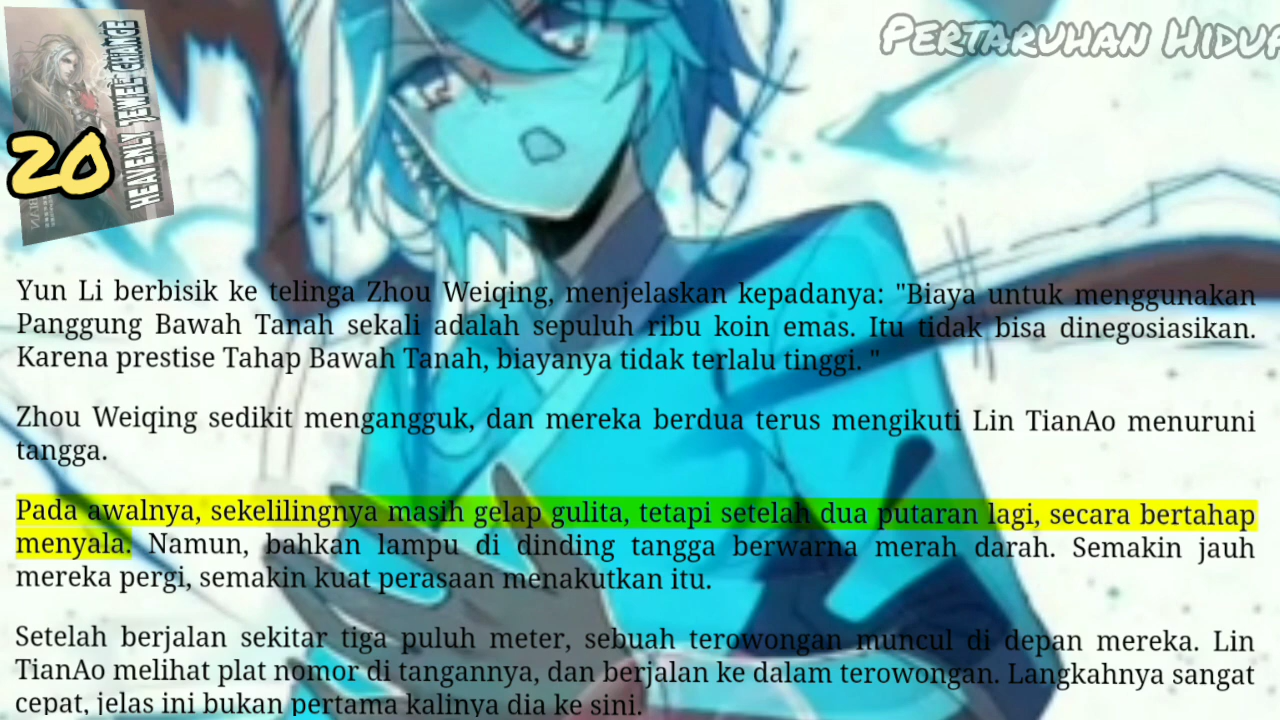 PERTARUHAN HIDUP
HEAVENLY JEWEL CHANGE
20
Yun Li berbisik ke telinga Zhou Weiqing, menjelaskan kepadanya: "Biaya untuk menggunakan
Panggung Bawah Tanah sekali adalah sepuluh ribu koin emas. Itu tidak bisa dinegosiasikan.
Karena prestise Tahap Bawah Tanah, biayanya tidak terlalu tinggi. "
Zhou Weiqing sedikit mengangguk, dan mereka berdua terus mengikuti Lin TianAo menuruni
tangga.
Pada awalnya, sekelilingnya masih gelap gulita, tetapi setelah dua putaran lagi, secara bertahap
menyala. Namun, bahkan lampu di dinding tangga berwarna merah darah. Semakin jauh
mereka pergi, semakin kuat perasaan menakutkan itu.
Setelah berjalan sekitar tiga puluh meter, sebuah terowongan muncul di depan mereka. Lin
TianAo melihat plat nomor di tangannya, dan berjalan ke dalam terowongan. Langkahnya sangat
cepat, jelas ini bukan pertama kalinya dia ke sini.